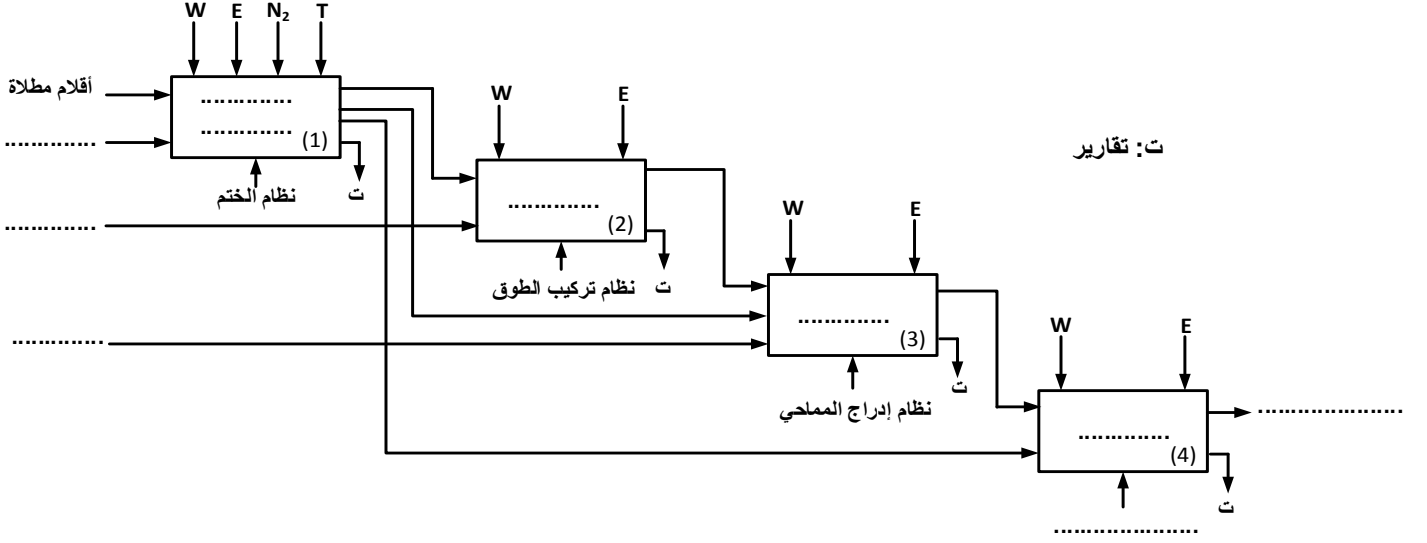 W E N₂ T
أقلام مطلاة
..............
..............
..............
(1)
نظام الختم
ت
W E
..............
..............
(2)
نظام تركيب الطوق
ت
ت: تقارير
W E
..............
..............
(3)
نظام إدراج المماحي
ت
W E
..............
(4)
.....................
ت
.....................